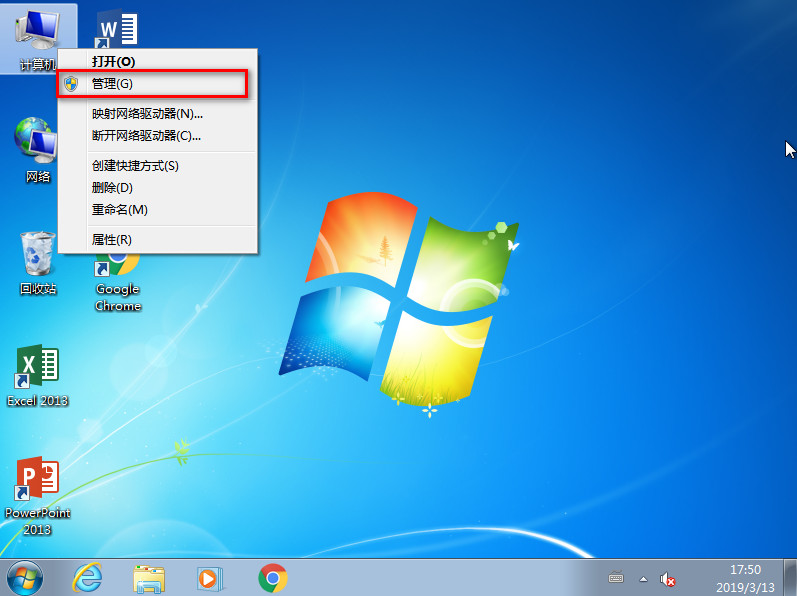 计算机
打开(O)
管理(G)
映射网络驱动器(N)...
断开网络驱动器(C)...
创建快捷方式(S)
删除(D)
重命名(M)
属性(R)
网络
回收站
Google
Chrome
Excel 2013
PowerPoint
2013
17:50
2019/3/13